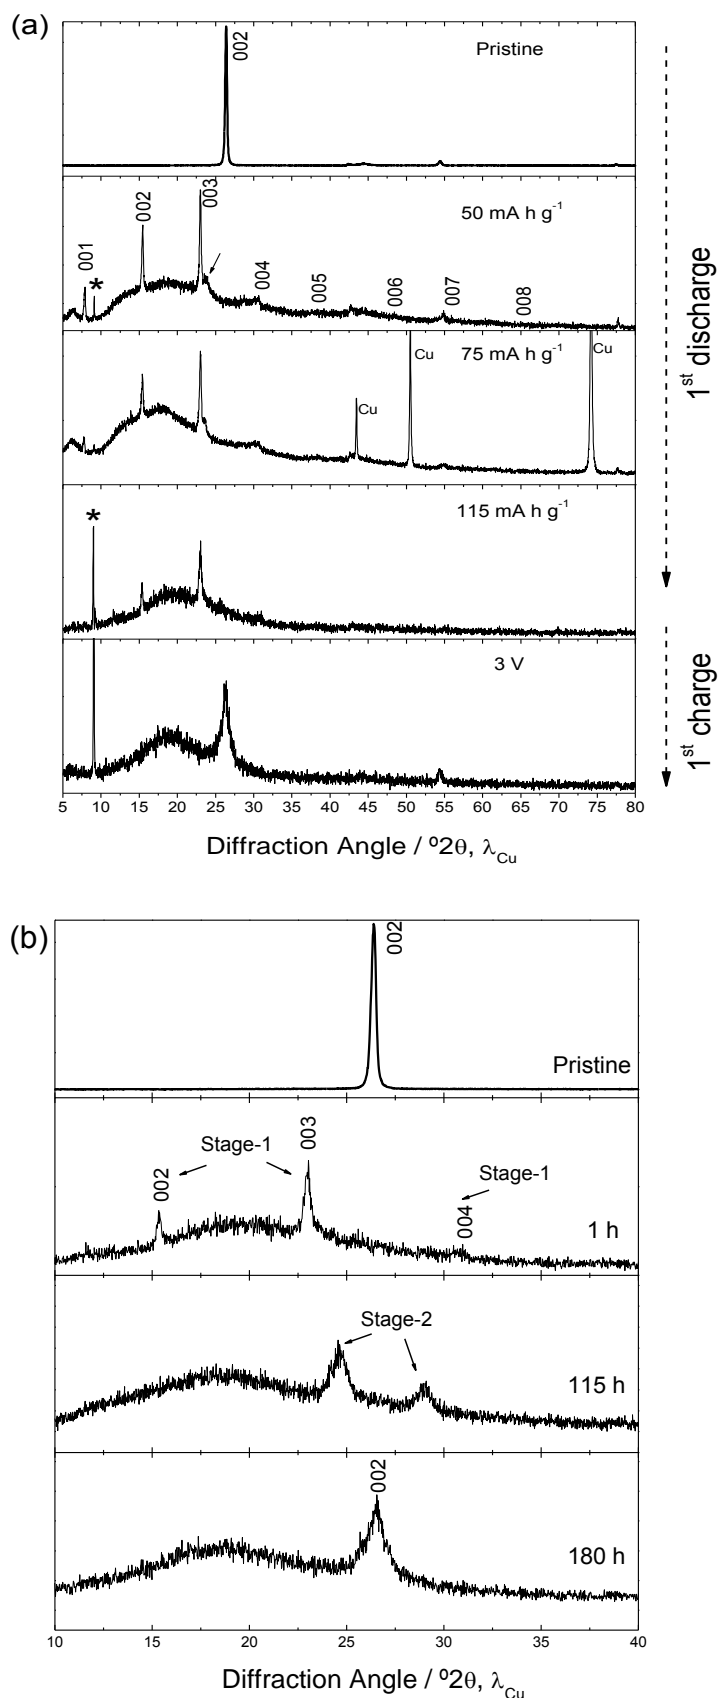 (a)
002
Pristine
001
*
002
003
004
005
006
007
008
50 mA h g⁻¹
75 mA h g⁻¹
Cu
Cu
Cu
*
115 mA h g⁻¹
3 V
5 10 15 20 25 30 35 40 45 50 55 60 65 70 75 80
Diffraction Angle / º2θ, λCu
1st discharge
1st charge
(b)
002
Pristine
Stage-1
002
003
Stage-1
004
1 h
Stage-2
115 h
002
180 h
10 15 20 25 30 35 40
Diffraction Angle / º2θ, λCu